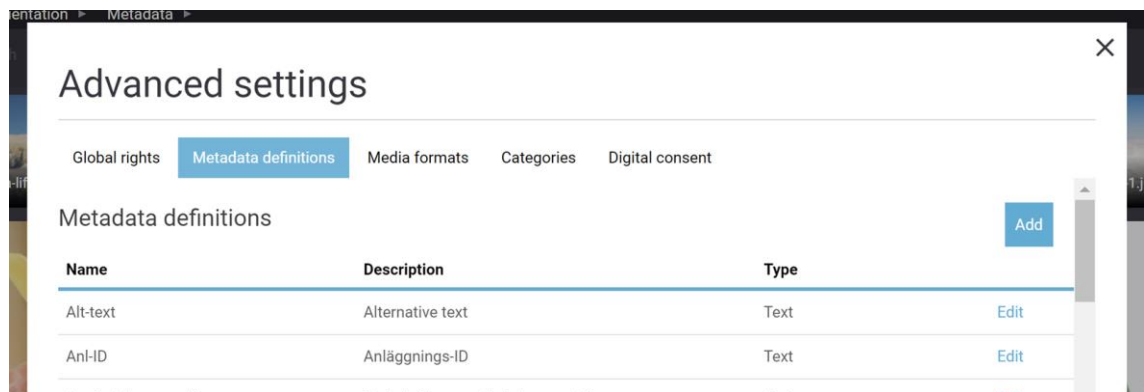 Metadata
Advanced settings
Global rights Metadata definitions Media formats Categories Digital consent
Metadata definitions
Add
Name Description Type
Alt-text Alternative text Text Edit
Anl-ID Anläggnings-ID Text Edit